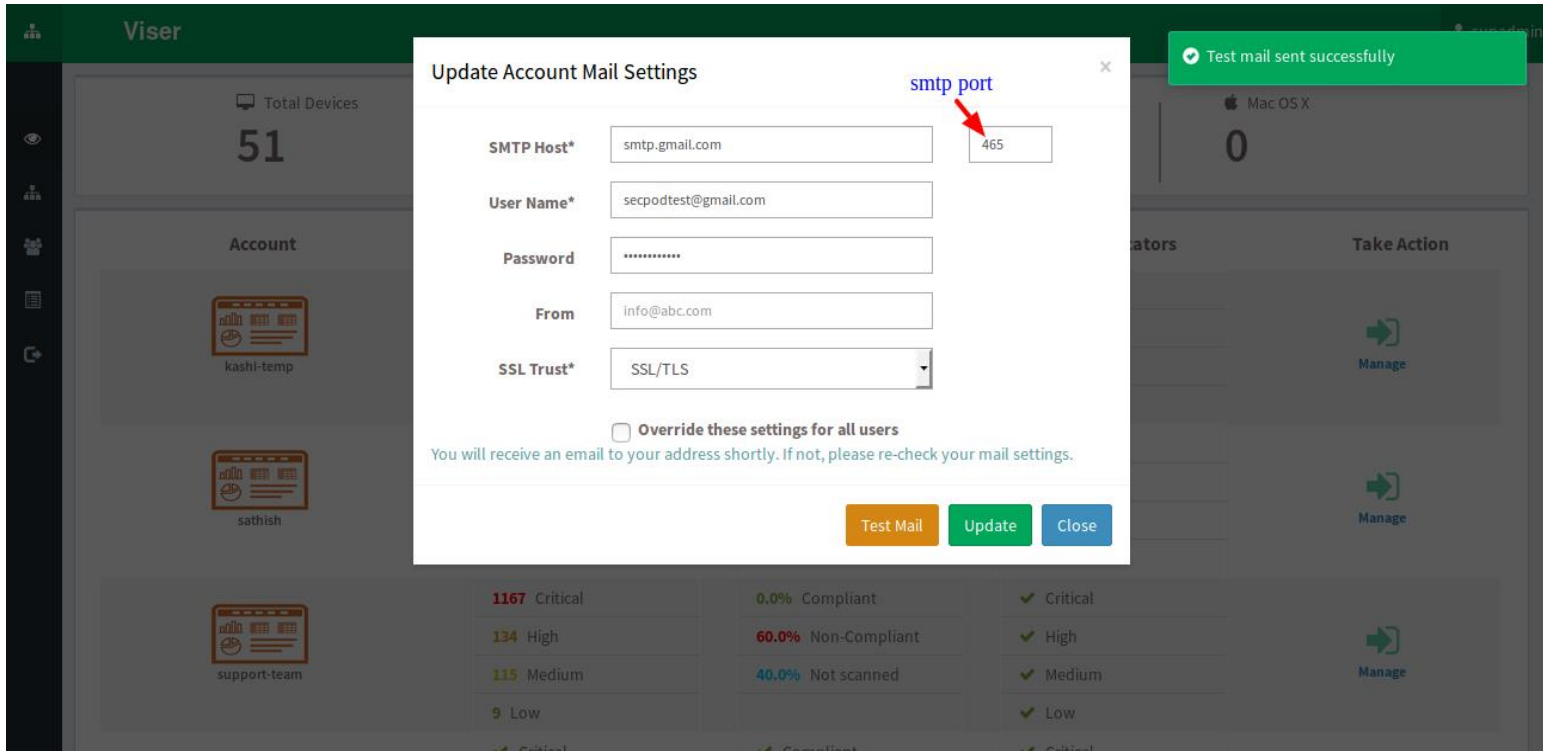 Viser
supadmin
Test mail sent successfully
Update Account Mail Settings
×
smtp port
Total Devices
51
Mac OS X
0
SMTP Host*
smtp.gmail.com
465
User Name*
secpodtest@gmail.com
Password
••••••••••••
From
info@abc.com
SSL Trust*
SSL/TLS
Override these settings for all users
You will receive an email to your address shortly. If not, please re-check your mail settings.
Test Mail
Update
Close
Account
ators
Take Action
kashi-temp
Manage
sathish
Manage
support-team
1167 Critical
0.0% Compliant
Critical
134 High
60.0% Non-Compliant
High
115 Medium
40.0% Not scanned
Medium
9 Low
Low
Manage
Critical
Compliant
Critical